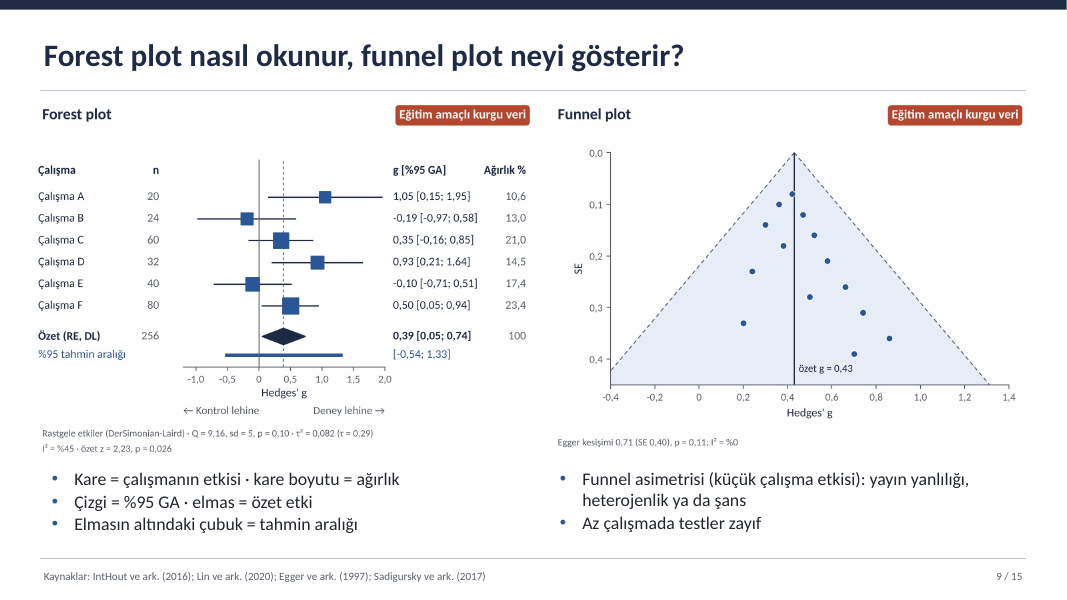 Forest plot nasıl okunur, funnel plot neyi gösterir?
Forest plot
Eğitim amaçlı kurgu veri
Çalışma n g [%95 GA] Ağırlık %
Çalışma A 20 1,05 [0,15; 1,95] 10,6
Çalışma B 24 -0,19 [-0,97; 0,58] 13,0
Çalışma C 60 0,35 [-0,16; 0,85] 21,0
Çalışma D 32 0,93 [0,21; 1,64] 14,5
Çalışma E 40 -0,10 [-0,71; 0,51] 17,4
Çalışma F 80 0,50 [0,05; 0,94] 23,4
Özet (RE, DL) 256 0,39 [0,05; 0,74] 100
%95 tahmin aralığı [-0,54; 1,33]
-1,0 -0,5 0 0,5 1,0 1,5 2,0
Hedges' g
← Kontrol lehine Deney lehine →
Rastgele etkiler (DerSimonian-Laird) · Q = 9,16, sd = 5, p = 0,10 · τ² = 0,082 (τ = 0,29)
I² = %45 · özet z = 2,23, p = 0,026
• Kare = çalışmanın etkisi · kare boyutu = ağırlık
• Çizgi = %95 GA · elmas = özet etki
• Elmasın altındaki çubuk = tahmin aralığı
Funnel plot
Eğitim amaçlı kurgu veri
0,0
0,1
0,2
0,3
0,4
SE
özet g = 0,43
-0,4 -0,2 0 0,2 0,4 0,6 0,8 1,0 1,2 1,4
Hedges' g
Egger kesişimi 0,71 (SE 0,40), p = 0,11; I² = %0
• Funnel asimetrisi (küçük çalışma etkisi): yayın yanlılığı,
heterojenlik ya da şans
• Az çalışmada testler zayıf
Kaynaklar: IntHout ve ark. (2016); Lin ve ark. (2020); Egger ve ark. (1997); Sadigursky ve ark. (2017)
9 / 15